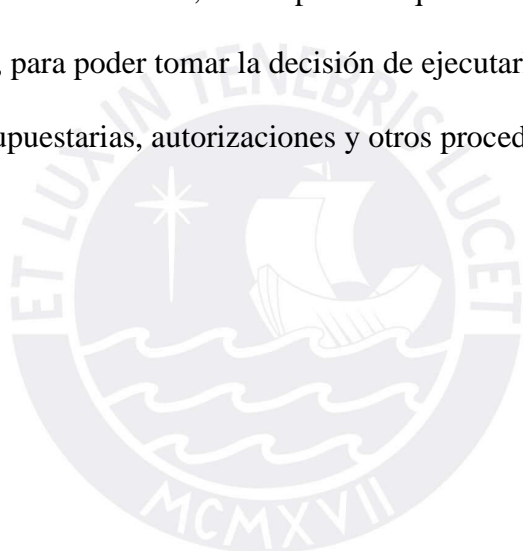 , para poder tomar la decisión de ejecutar
upuestarias, autorizaciones y otros proced
ET LUX IN TENEBRIS LUCET
MCMXVII